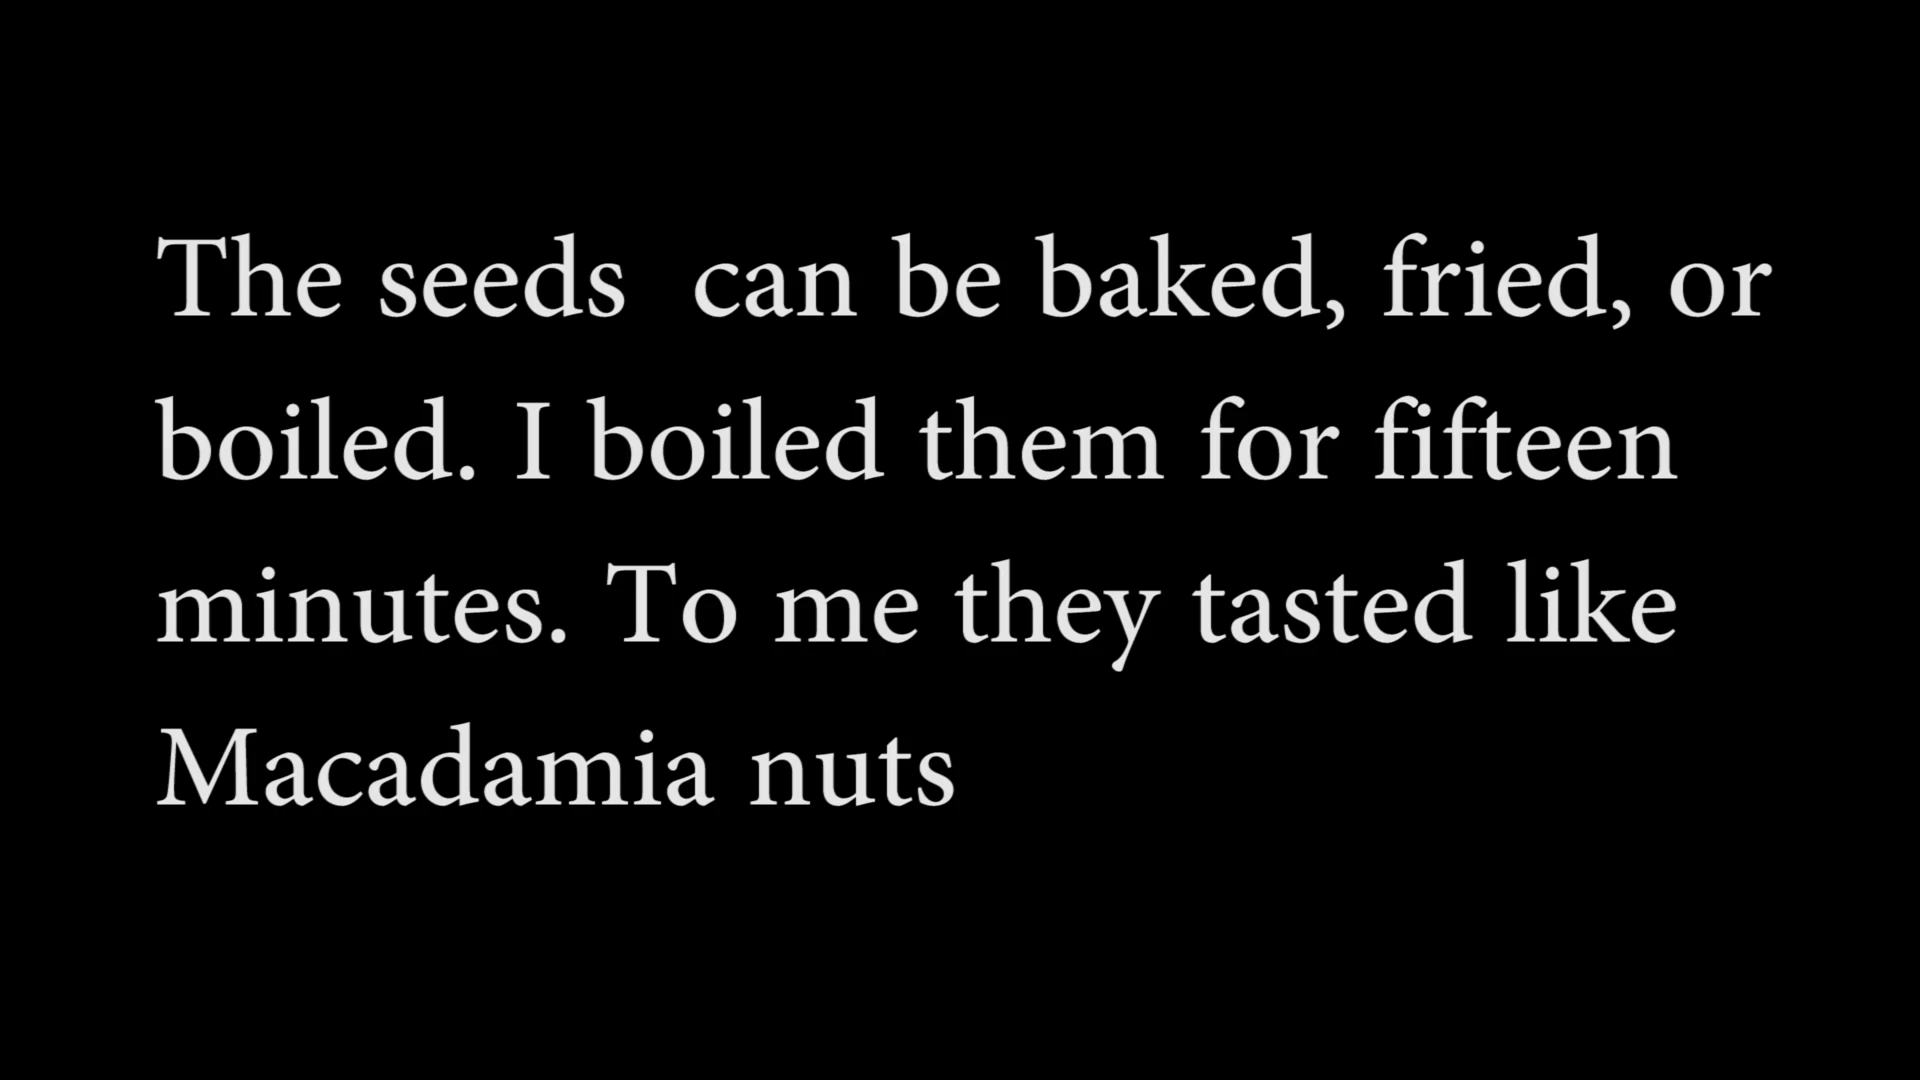 The seeds  can be baked, fried, or
boiled. I boiled them for fifteen
minutes. To me they tasted like
Macadamia nuts